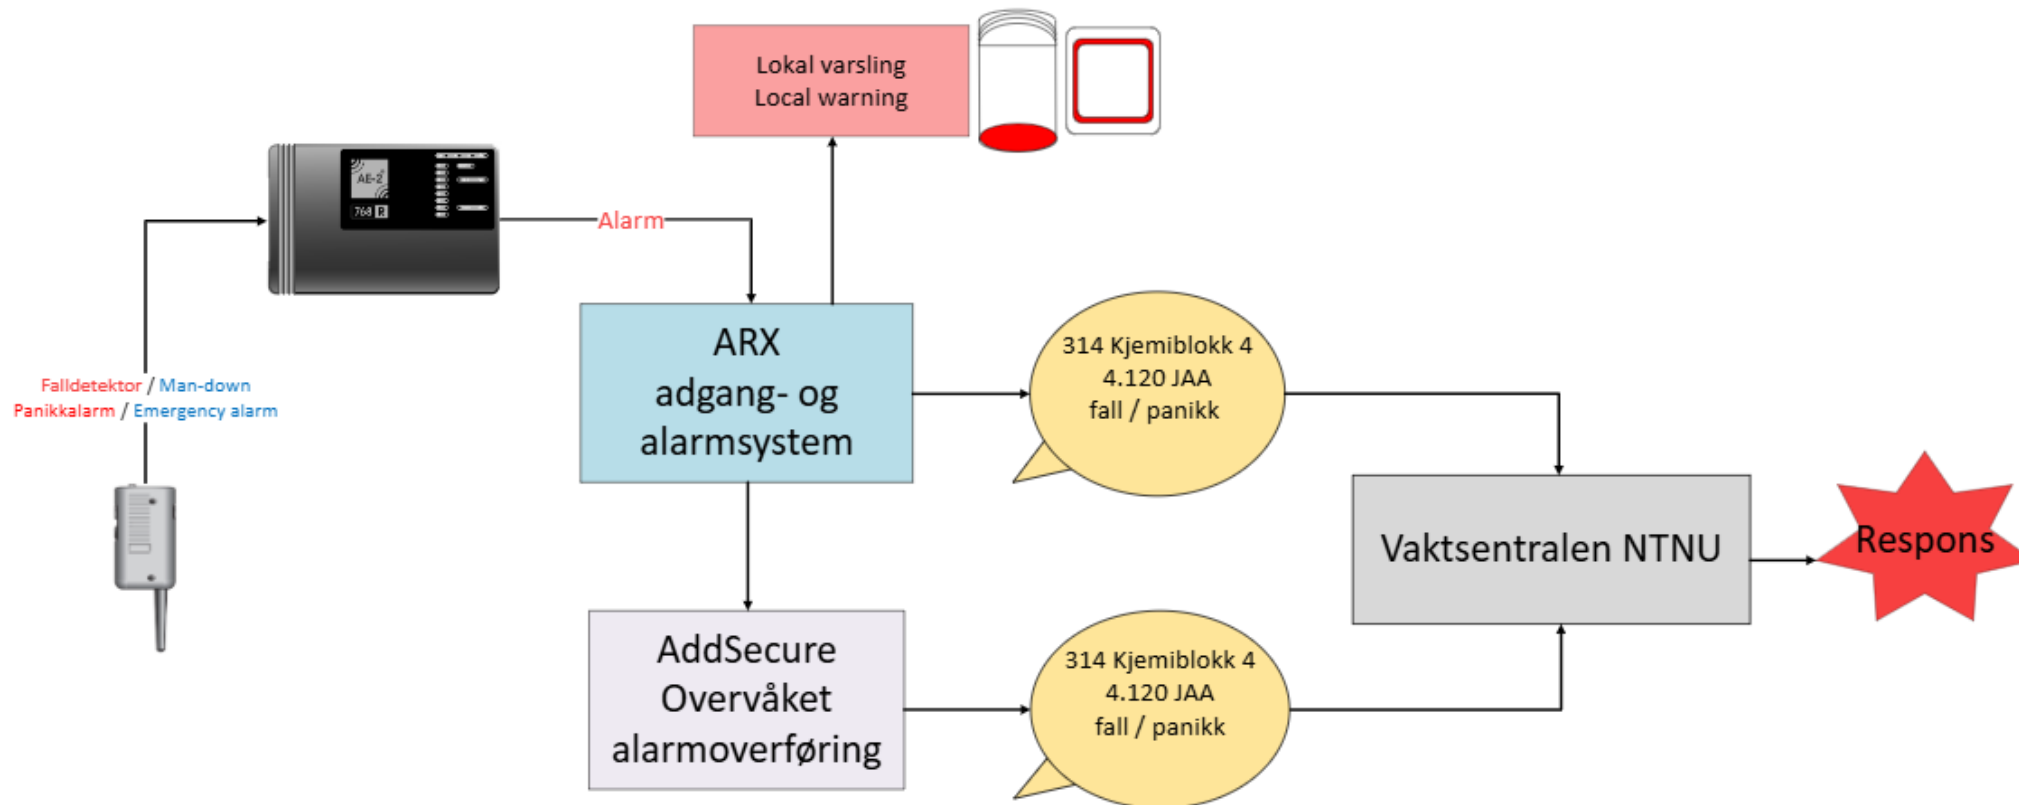 Lokal varsling
Local warning
AE-2
768 R
Alarm
ARX
adgang- og
alarmsystem
314 Kjemiblokk 4
4.120 JAA
fall / panikk
Falldetektor / Man-down
Panikkalarm / Emergency alarm
Vaktsentralen NTNU
Respons
AddSecure
Overvåket
alarmoverføring
314 Kjemiblokk 4
4.120 JAA
fall / panikk